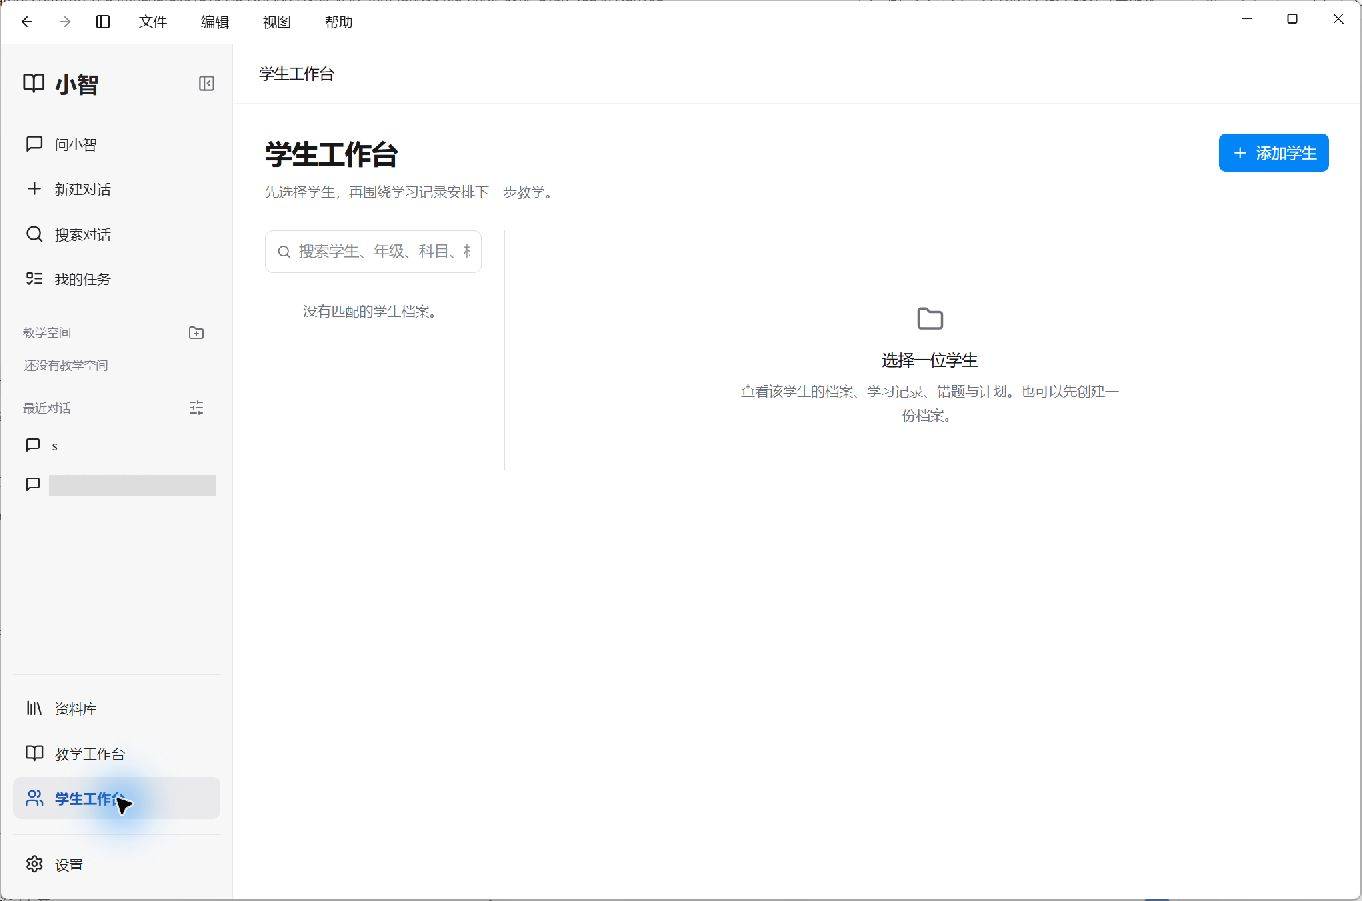 文件 编辑 视图 帮助
小智
问小智
新建对话
搜索对话
我的任务
教学空间
还没有教学空间
最近对话
s
资料库
教学工作台
学生工作台
设置
学生工作台
学生工作台
添加学生
先选择学生，再围绕学习记录安排下一步教学。
搜索学生、年级、科目、
没有匹配的学生档案。
选择一位学生
查看该学生的档案、学习记录、错题与计划。也可以先创建一
份档案。